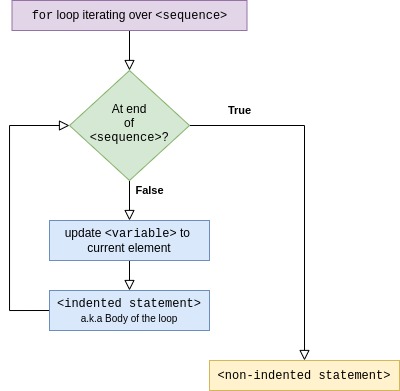 for loop iterating over <sequence>
At end
of
<sequence>?
True
False
update <variable> to
current element
<indented statement>
a.k.a Body of the loop
<non-indented statement>